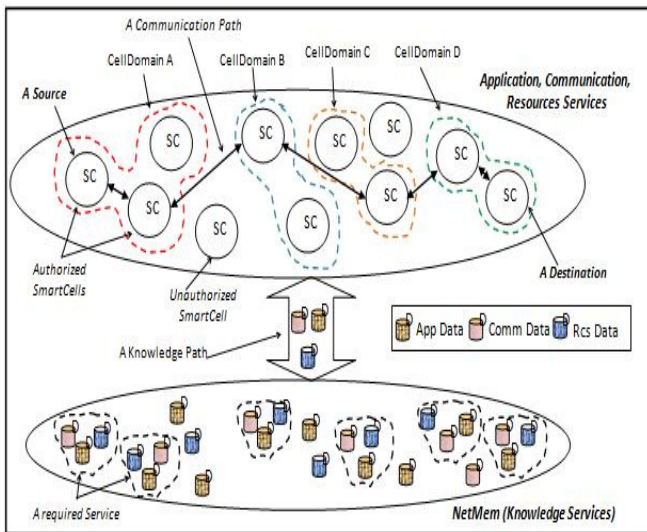 A Communication Path
CellDomain A
CellDomain B
CellDomain C
CellDomain D
A Source
Application, Communication,
Resources Services
SC
SC
SC
SC
SC
SC
SC
SC
SC
SC
SC
Authorized
SmartCells
Unauthorized
SmartCell
A Destination
A Knowledge Path
App Data
Comm Data
Rcs Data
A required Service
NetMem (Knowledge Services)